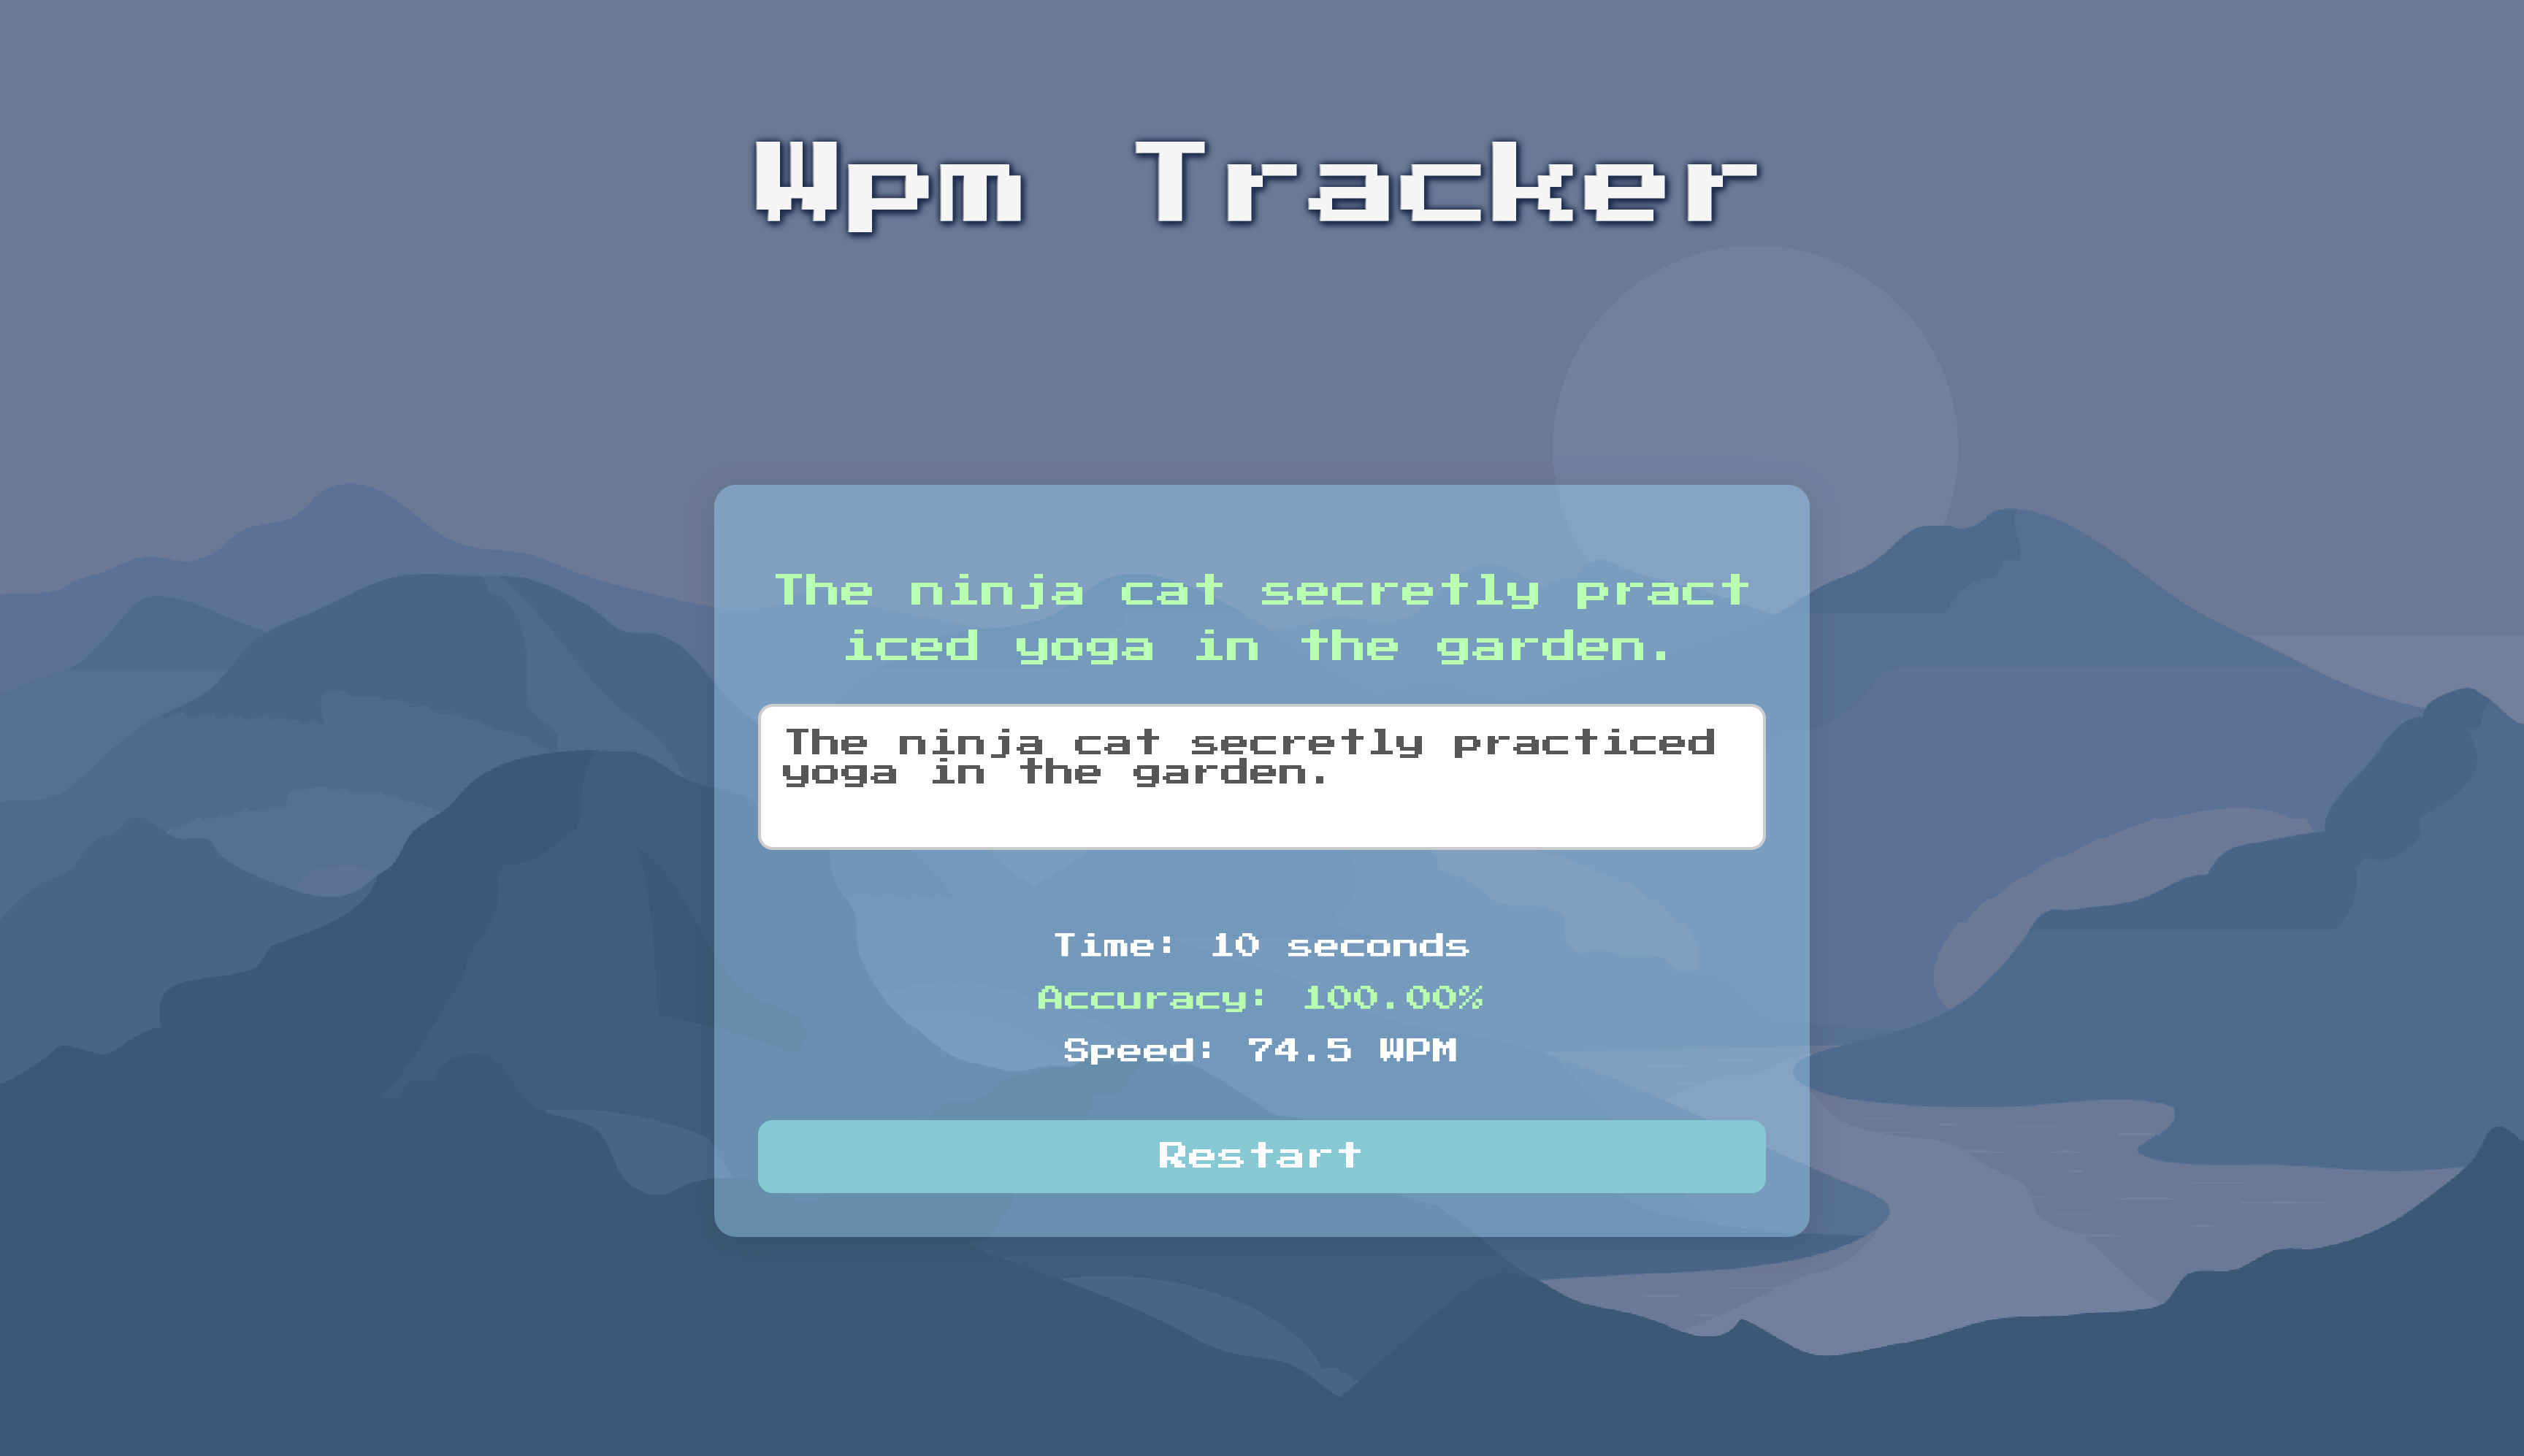 Wpm Tracker
The ninja cat secretly pract
iced yoga in the garden.
The ninja cat secretly practiced
yoga in the garden.
Time: 10 seconds
Accuracy: 100.00%
Speed: 74.5 WPM
Restart